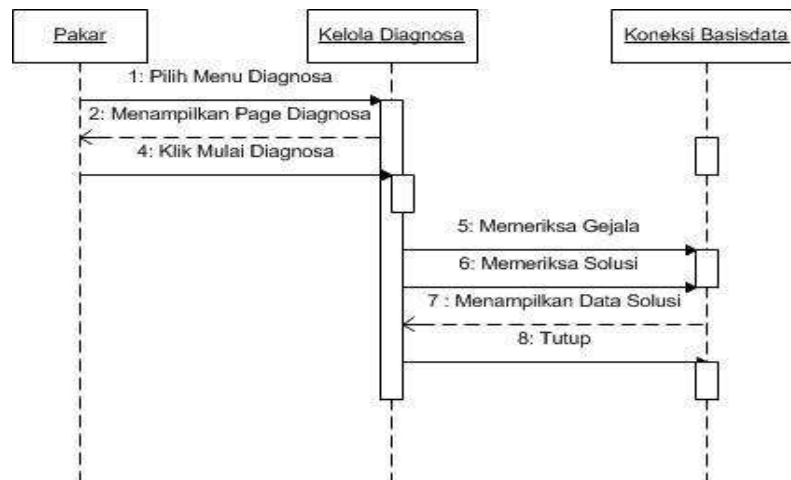 Pakar
Kelola Diagnosa
Koneksi Basisdata
1: Pilih Menu Diagnosa
2: Menampilkan Page Diagnosa
4: Klik Mulai Diagnosa
5: Memeriksa Gejala
6: Memeriksa Solusi
7 : Menampilkan Data Solusi
8: Tutup